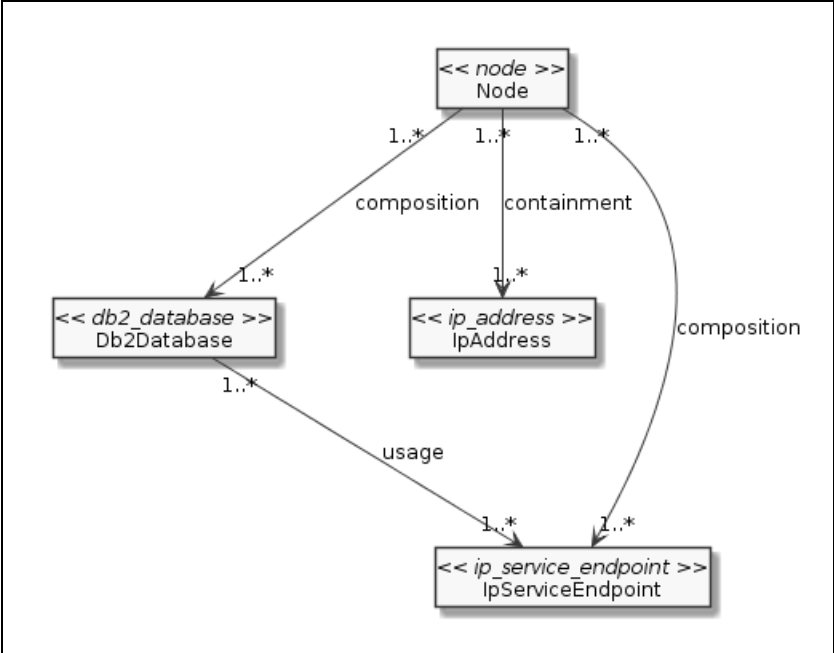 << node >>
Node
1..*
1..*
1..*
composition
containment
1..*
1..*
<< db2_database >>
Db2Database
<< ip_address >>
IpAddress
composition
1..*
usage
1..*
1..*
<< ip_service_endpoint >>
IpServiceEndpoint